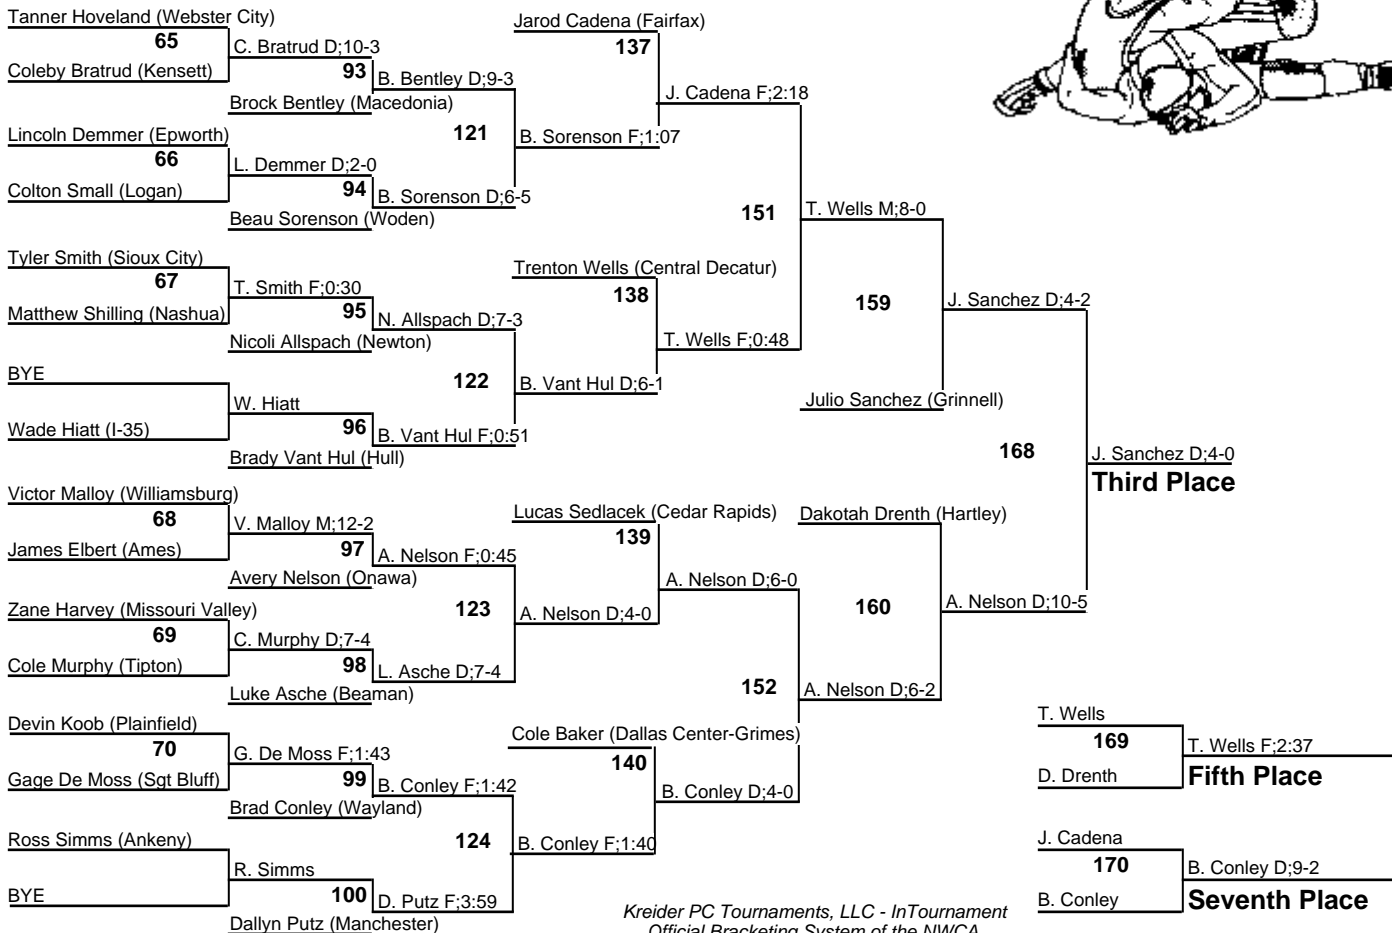 Tanner Hoveland (Webster City)
65
C. Bratrud D;10-3
Coleby Bratrud (Kensett)
93
B. Bentley D;9-3
Brock Bentley (Macedonia)
121
B. Sorenson F;1:07
Lincoln Demmer (Epworth)
66
L. Demmer D;2-0
Colton Small (Logan)
94
B. Sorenson D;6-5
Beau Sorenson (Woden)
Jarod Cadena (Fairfax)
137
J. Cadena F;2:18
151
T. Wells M;8-0
Tyler Smith (Sioux City)
67
T. Smith F;0:30
Matthew Shilling (Nashua)
95
N. Allspach D;7-3
Nicoli Allspach (Newton)
122
B. Vant Hul D;6-1
BYE
W. Hiatt
Wade Hiatt (I-35)
96
B. Vant Hul F;0:51
Brady Vant Hul (Hull)
Trenton Wells (Central Decatur)
138
T. Wells F;0:48
159
J. Sanchez D;4-2
Julio Sanchez (Grinnell)
168
J. Sanchez D;4-0
Third Place
Victor Malloy (Williamsburg)
68
V. Malloy M;12-2
James Elbert (Ames)
97
A. Nelson F;0:45
Avery Nelson (Onawa)
123
A. Nelson D;4-0
Zane Harvey (Missouri Valley)
69
C. Murphy D;7-4
Cole Murphy (Tipton)
98
L. Asche D;7-4
Luke Asche (Beaman)
Lucas Sedlacek (Cedar Rapids)
139
A. Nelson D;6-0
Dakotah Drenth (Hartley)
160
A. Nelson D;10-5
152
A. Nelson D;6-2
Devin Koob (Plainfield)
70
G. De Moss F;1:43
Gage De Moss (Sgt Bluff)
99
B. Conley F;1:42
Brad Conley (Wayland)
124
B. Conley F;1:40
Ross Simms (Ankeny)
R. Simms
BYE
100
D. Putz F;3:59
Dallyn Putz (Manchester)
Cole Baker (Dallas Center-Grimes)
140
B. Conley D;4-0
T. Wells
169
T. Wells F;2:37
D. Drenth
Fifth Place
J. Cadena
170
B. Conley D;9-2
B. Conley
Seventh Place
Kreider PC Tournaments, LLC - InTournament
Official Bracketing System of the NWCA